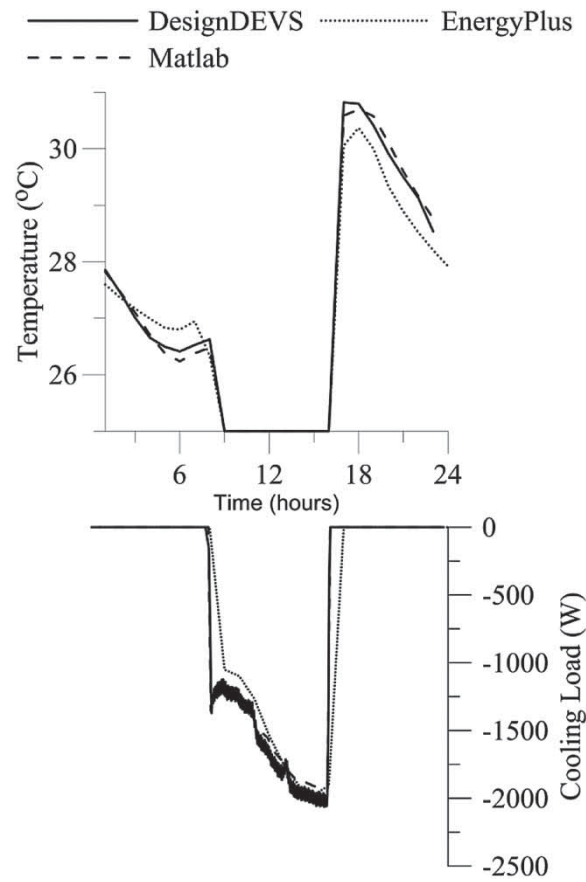 DesignDEVS EnergyPlus
Matlab
Temperature (°C)
30
28
26
6 12 18 24
Time (hours)
0
-500
-1000
-1500
-2000
-2500
Cooling Load (W)